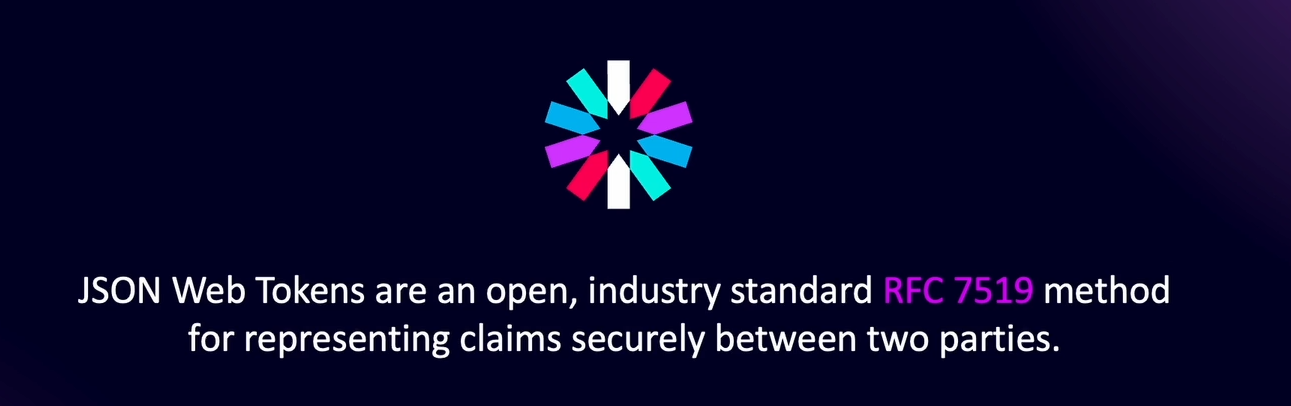 JSON Web Tokens are an open, industry standard RFC 7519 method
for representing claims securely between two parties.